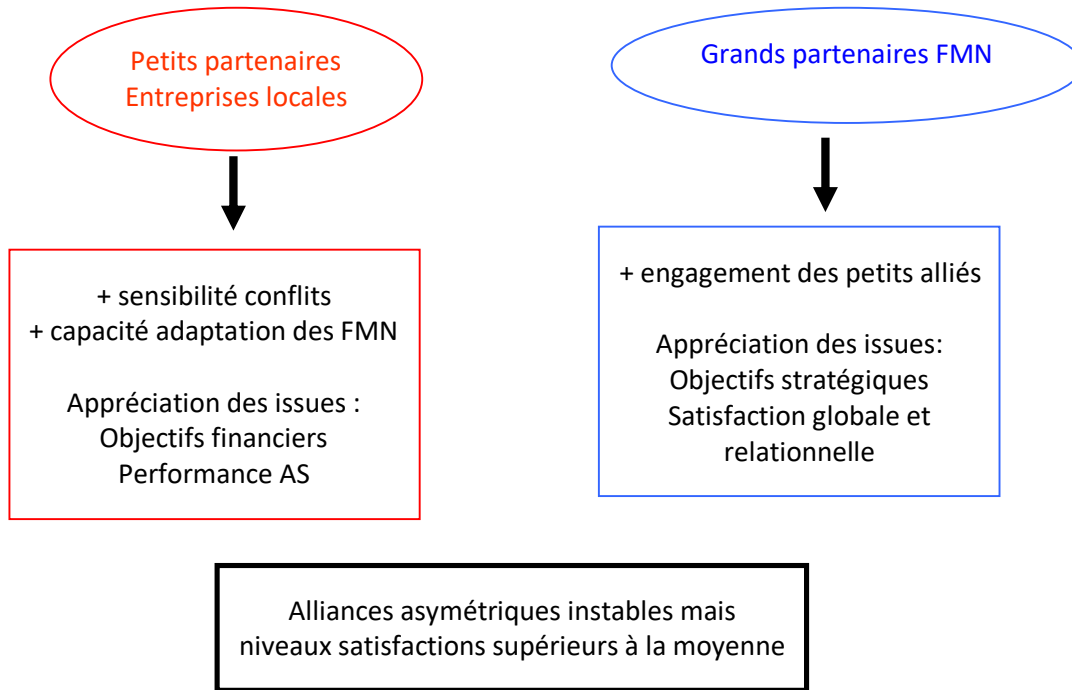 Petits partenaires
Entreprises locales
Grands partenaires FMN
+ sensibilité conflits
+ capacité adaptation des FMN
Appréciation des issues :
Objectifs financiers
Performance AS
+ engagement des petits alliés
Appréciation des issues:
Objectifs stratégiques
Satisfaction globale et
relationnelle
Alliances asymétriques instables mais
niveaux satisfactions supérieurs à la moyenne